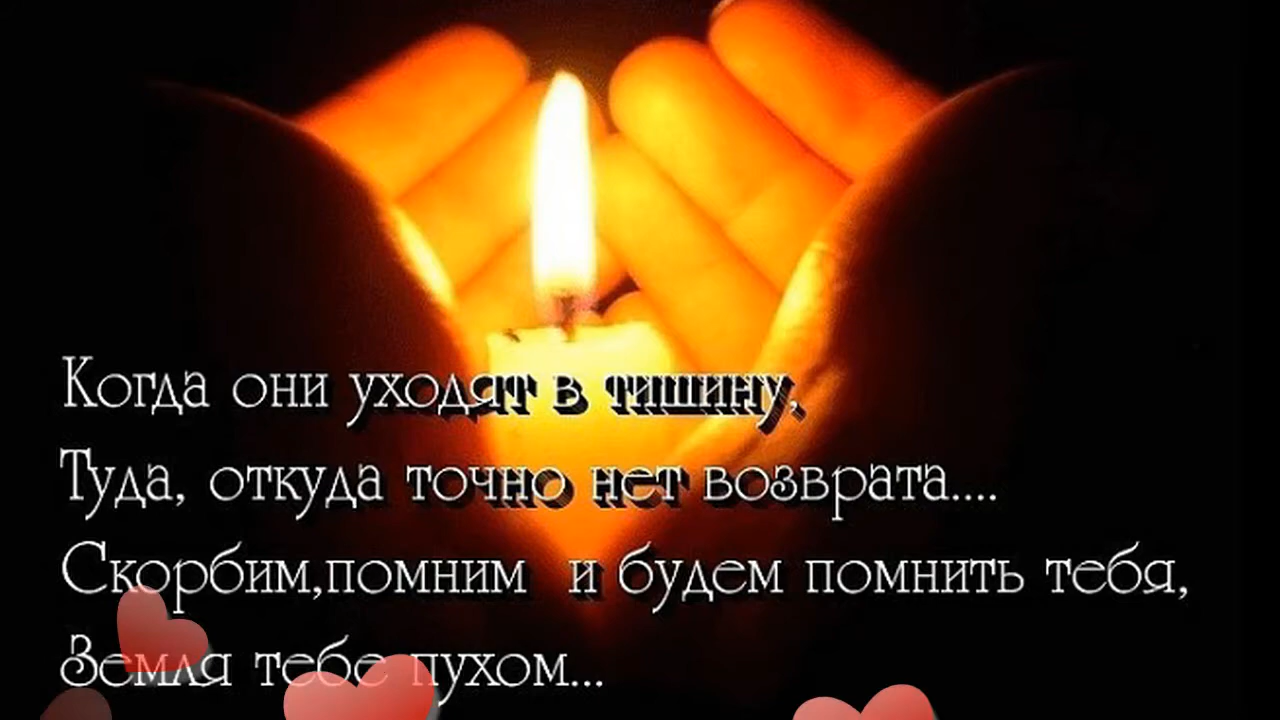 Когда они уходят в тишину,
Туда, откуда точно нет возврата....
Скорбим,помним и будем помнить тебя,
Земля тебе пухом...